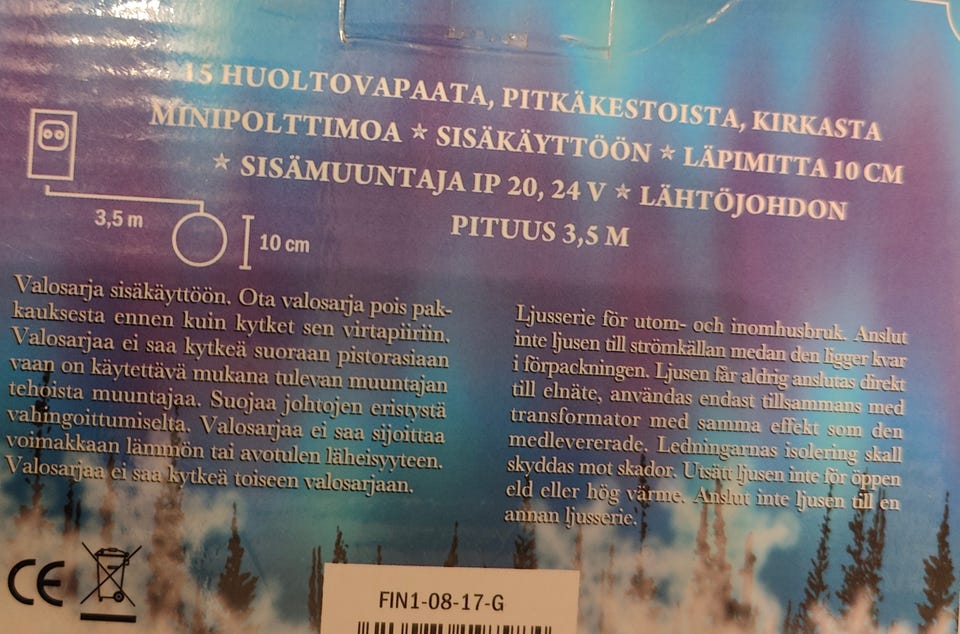 15 HUOLTOVAPAATA, PITKÄKESTOISTA, KIRKASTA
MINIPOLTTIMOA ★ SISÄKÄYTTÖÖN ★ LÄPIMITTA 10 CM
★ SISÄMUUNTAJA IP 20, 24 V ★ LÄHTÖJOHDON
PITUUS 3,5 M
3,5 m
10 cm
Valosarja sisäkäyttöön. Ota valosarja pois pak-
kauksesta ennen kuin kytket sen virtapiiriin.
Valosarjaa ei saa kytkeä suoraan pistorasiaan
vaan on käytettävä mukana tulevan muuntajan
tehoista muuntajaa. Suojaa johtojen eristystä
vahingoittumiselta. Valosarjaa ei saa sijoittaa
voimakkaan lämmön tai avotulen läheisyyteen.
Valosarjaa ei saa kytkeä toiseen valosarjaan.
Ljusserie för utom- och inomhusbruk. Anslut
inte ljusen till strömkällan medan den ligger kvar
i förpackningen. Ljusen får aldrig anslutas direkt
till elnäte, användas endast tillsammans med
transformator med samma effekt som den
medlevererade. Ledningarnas isolering skall
skyddas mot skador. Utsätt ljusen inte för öppen
eld eller hög värme. Anslut inte ljusen till en
annan ljusserie.
CE
FIN1-08-17-G